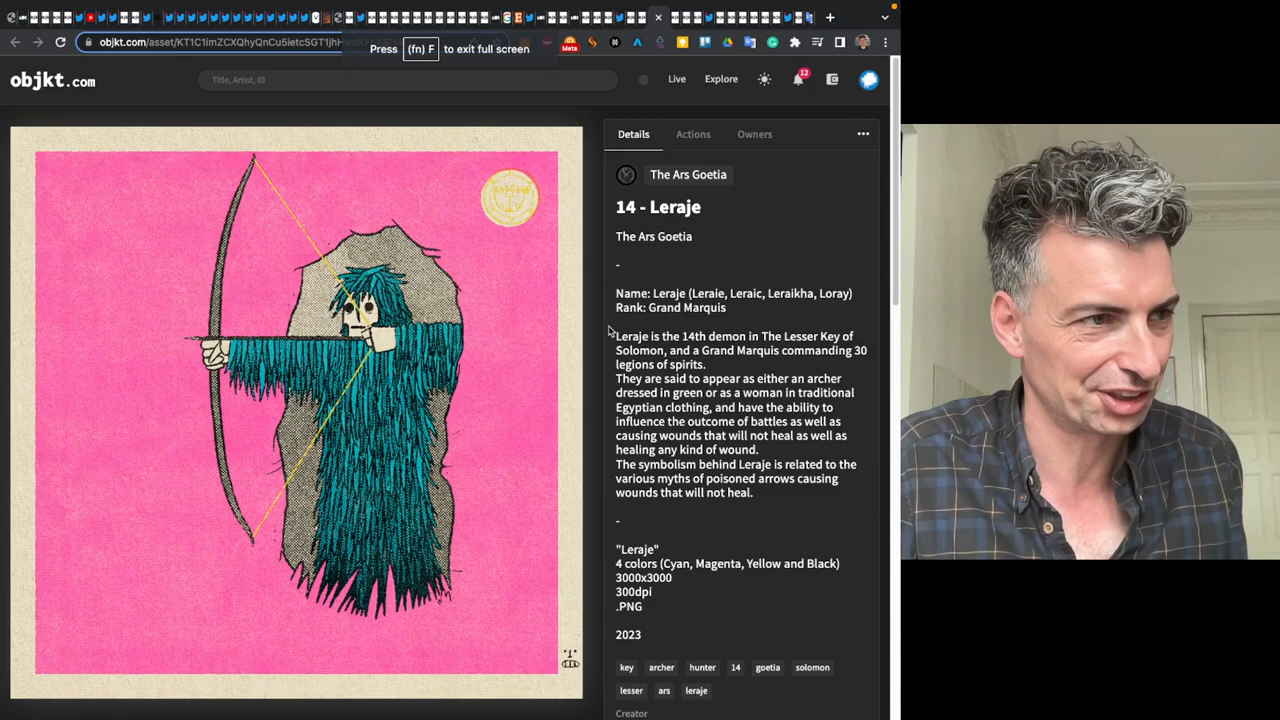 objkt.com/asset/KT1C1imZCXQhyQnCu5ietcSGT1jhH
Press (fn) F to exit full screen
Meta
objkt.com
Title, Artist, ID
Live
Explore
12
Details
Actions
Owners
The Ars Goetia
14 - Leraje
The Ars Goetia
-
Name: Leraje (Leraie, Leraic, Leraikha, Loray)
Rank: Grand Marquis
Leraje is the 14th demon in The Lesser Key of
Solomon, and a Grand Marquis commanding 30
legions of spirits.
They are said to appear as either an archer
dressed in green or as a woman in traditional
Egyptian clothing, and have the ability to
influence the outcome of battles as well as
causing wounds that will not heal as well as
healing any kind of wound.
The symbolism behind Leraje is related to the
various myths of poisoned arrows causing
wounds that will not heal.
-
"Leraje"
4 colors (Cyan, Magenta, Yellow and Black)
3000x3000
300dpi
.PNG
2023
key
archer
hunter
14
goetia
solomon
lesser
ars
leraje
Creator